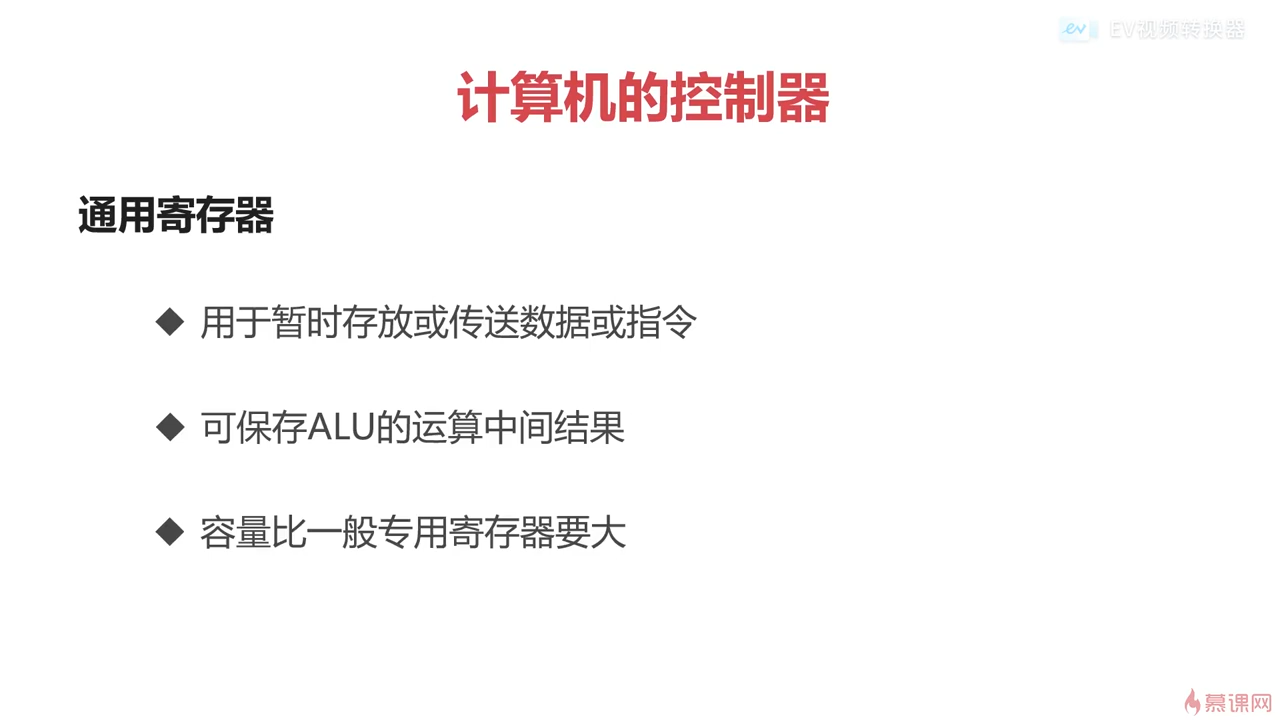 EV视频转换器
计算机的控制器
通用寄存器
◆ 用于暂时存放或传送数据或指令
◆ 可保存ALU的运算中间结果
◆ 容量比一般专用寄存器要大
慕课网